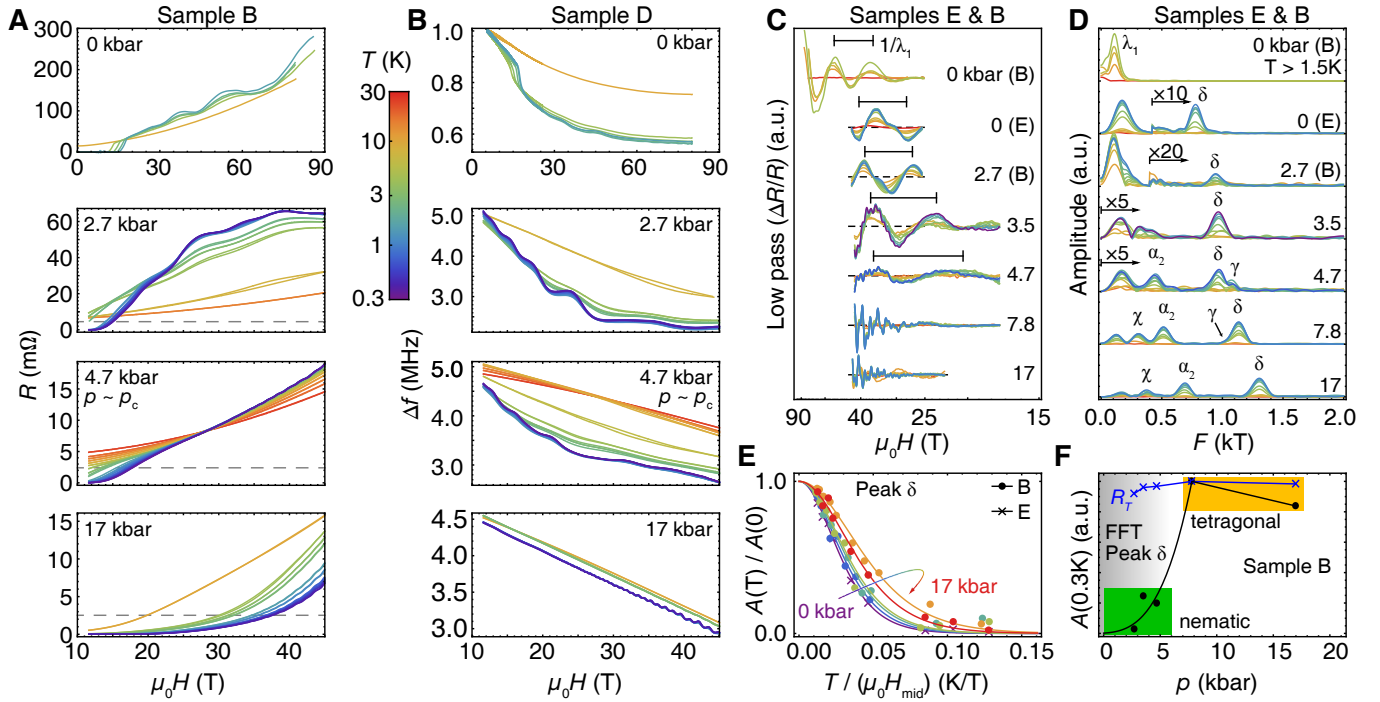 A
Sample B
0 kbar
300
200
100
0
0
30
60
90
2.7 kbar
60
40
20
0
4.7 kbar
p ~ pc
15
10
5
0
17 kbar
15
10
5
0
10
20
30
40
R (mΩ)
μ0H (T)
T (K)
30
10
3
1
0.3
B
Sample D
0 kbar
1.0
0.8
0.6
0
30
60
90
2.7 kbar
5.0
4.0
3.0
4.7 kbar
p ~ pc
5.0
4.0
3.0
17 kbar
4.5
4.0
3.5
3.0
10
20
30
40
Δf (MHz)
μ0H (T)
C
Samples E & B
1/λ1
0 kbar (B)
0 (E)
2.7 (B)
3.5
4.7
7.8
17
90
40
25
15
Low pass (ΔR/R) (a.u.)
μ0H (T)
D
Samples E & B
λ1
0 kbar (B)
T > 1.5K
×10
δ
0 (E)
×20
δ
2.7 (B)
×5
δ
3.5
×5
α2
δ
γ
4.7
χ
α2
γ
δ
7.8
χ
α2
δ
17
0.0
0.5
1.0
1.5
2.0
Amplitude (a.u.)
F (kT)
E
Peak δ
B
E
17 kbar
0 kbar
1.0
0.0
0.00
0.05
0.10
0.15
A(T) / A(0)
T / (μ0Hmid) (K/T)
F
RT
FFT
Peak δ
tetragonal
Sample B
nematic
0
5
10
15
20
A(0.3K) (a.u.)
p (kbar)